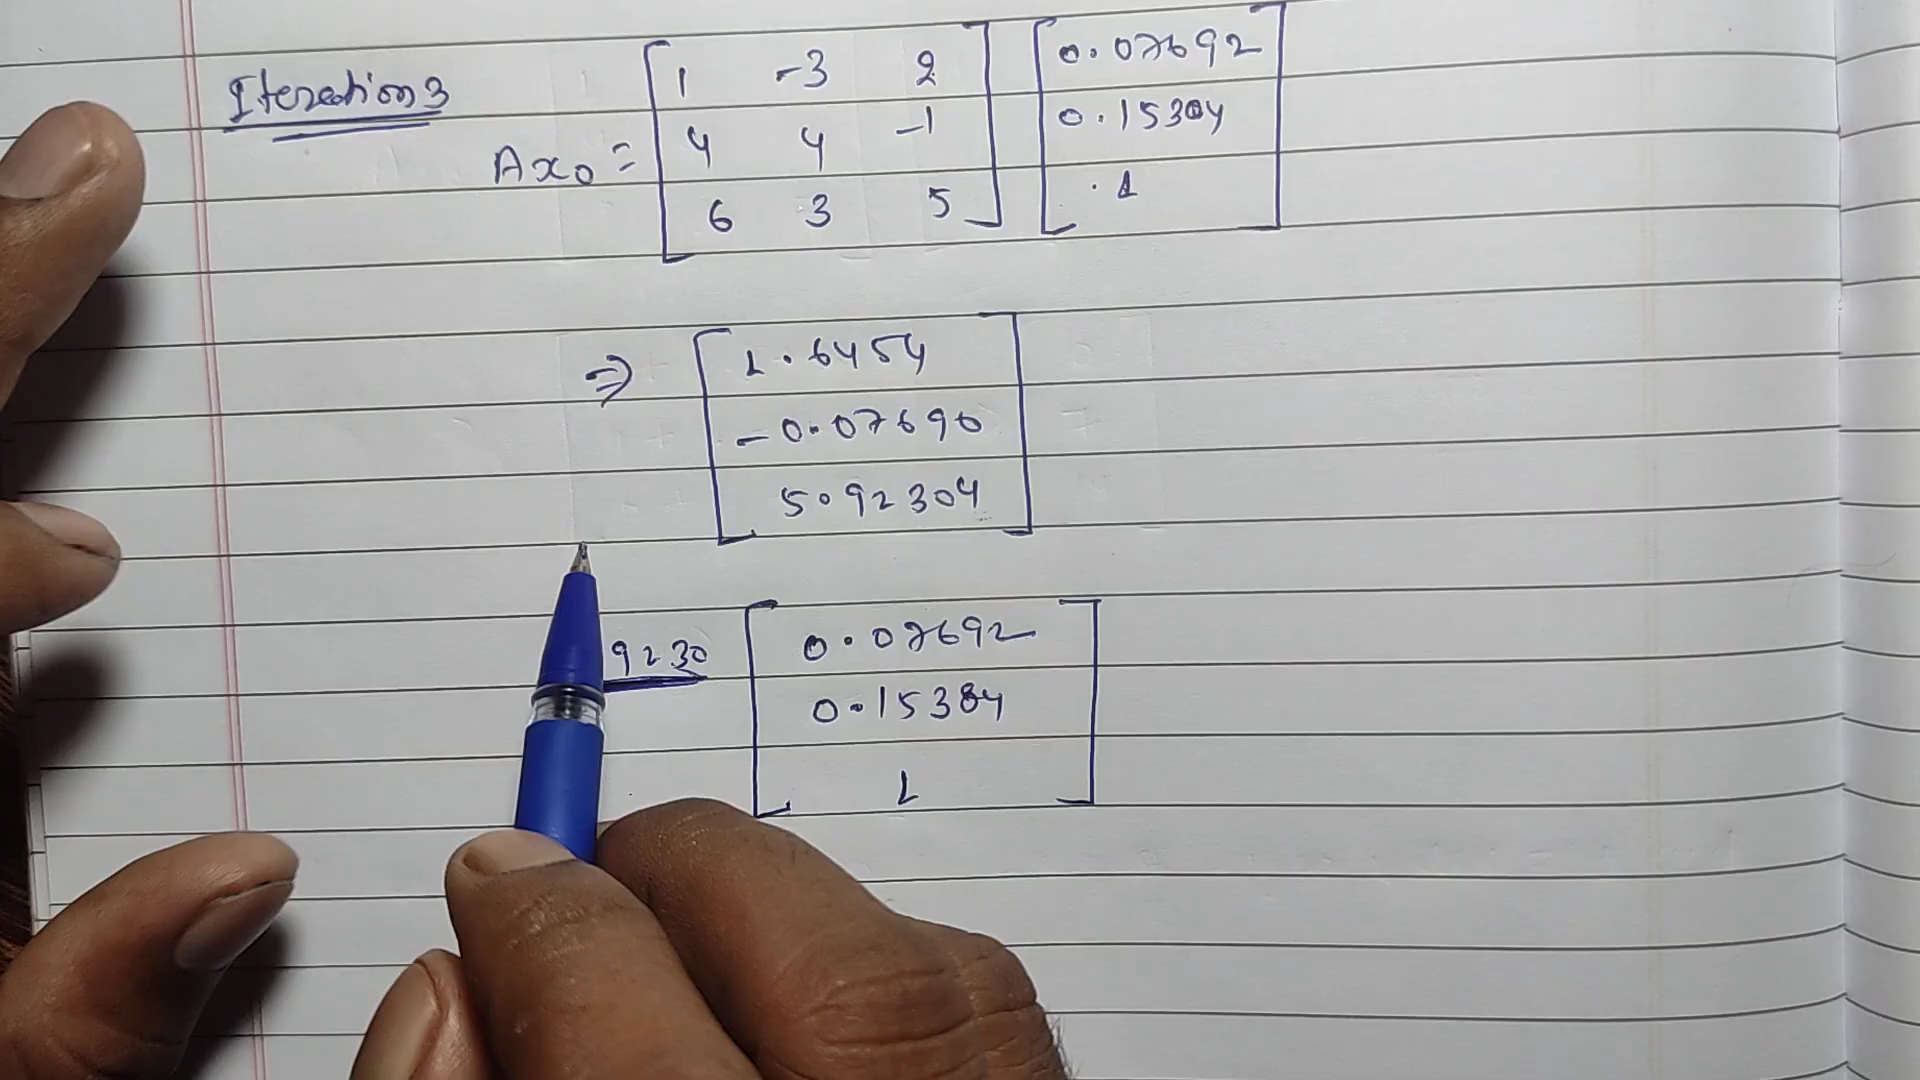 Iteration 3
Ax₀ = [ 1 -3 2 ] [ 0.07692 ]
[ 4 4 -1 ] [ 0.15384 ]
[ 6 3 5 ] [ .1 ]
⇒ [ 1.6454 ]
[ -0.07690 ]
[ 5.92304 ]
9230 [ 0.07692 ]
[ 0.15384 ]
[ 1 ]